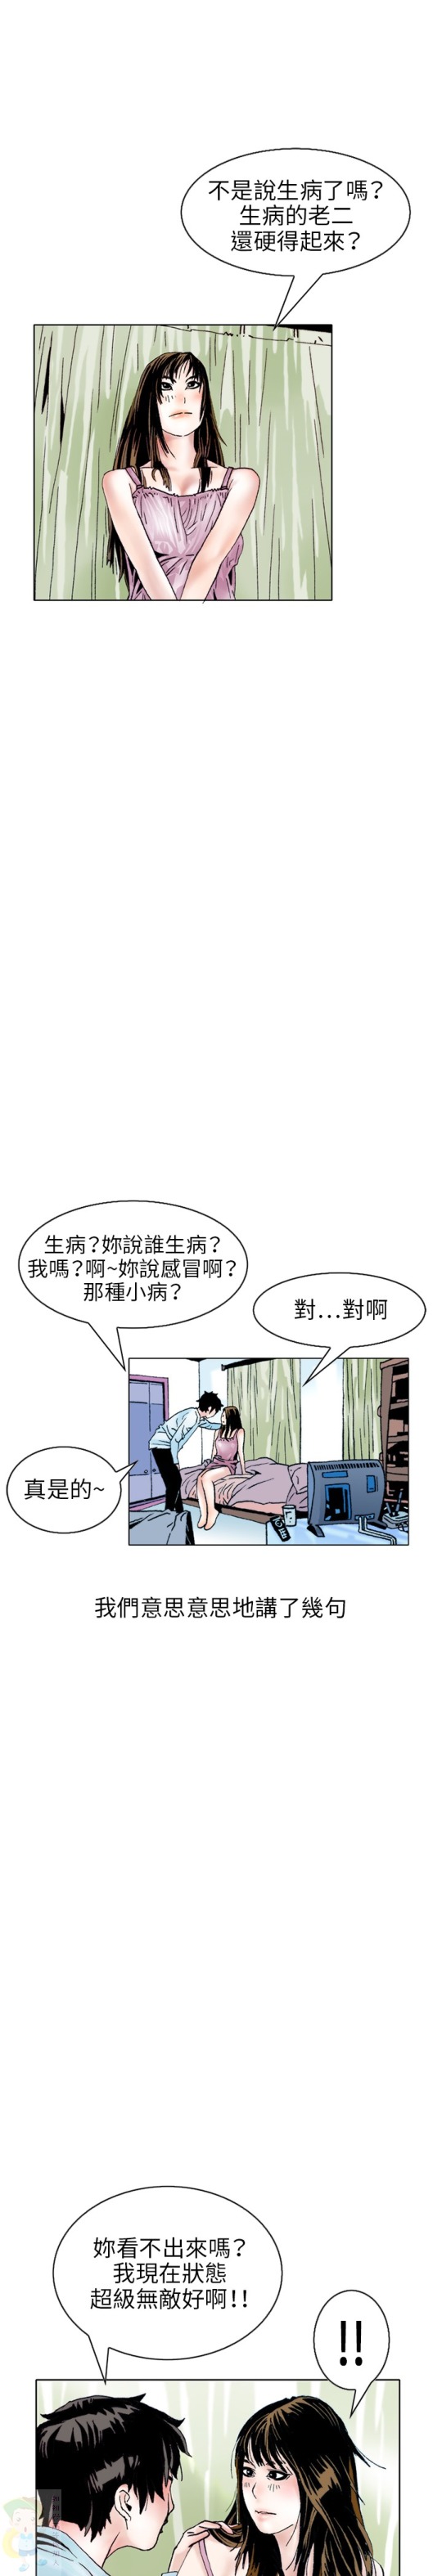 不是說生病了嗎？
生病的老二
還硬得起來？
生病？妳說誰生病？
我嗎？啊~妳說感冒啊？
那種小病？
對...對啊
真是的~
我們意思意思地講了幾句
妳看不出來嗎？
我現在狀態
超級無敵好啊！！
！！